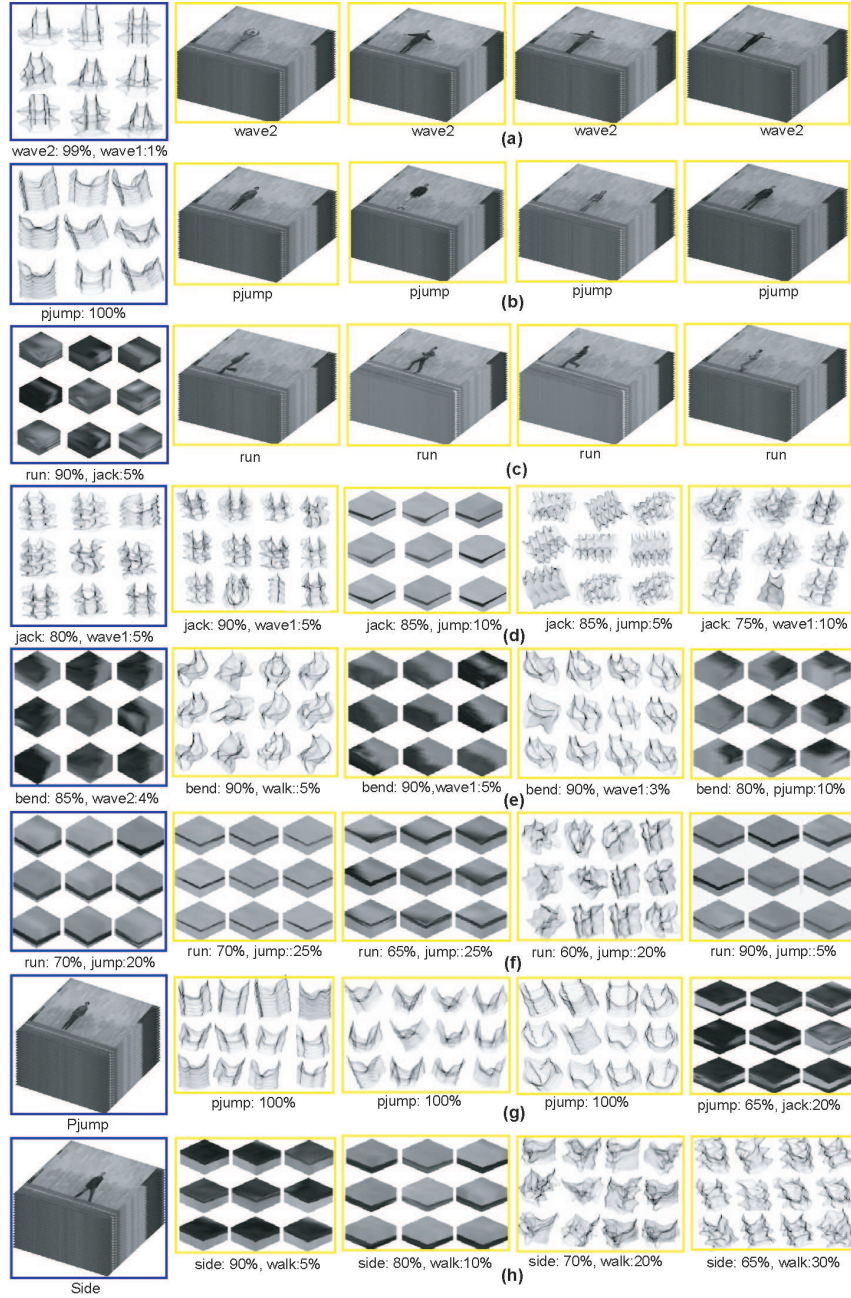 wave2: 99%, wave1:1%
wave2
wave2
wave2
wave2
(a)
pjump: 100%
pjump
pjump
pjump
pjump
(b)
run: 90%, jack:5%
run
run
run
run
(c)
jack: 80%, wave1:5%
jack: 90%, wave1:5%
jack: 85%, jump:10%
jack: 85%, jump:5%
jack: 75%, wave1:10%
(d)
bend: 85%, wave2:4%
bend: 90%, walk::5%
bend: 90%,wave1:5%
bend: 90%, wave1:3%
bend: 80%, pjump:10%
(e)
run: 70%, jump:20%
run: 70%, jump::25%
run: 65%, jump::25%
run: 60%, jump::20%
run: 90%, jump::5%
(f)
Pjump
pjump: 100%
pjump: 100%
pjump: 100%
pjump: 65%, jack:20%
(g)
Side
side: 90%, walk:5%
side: 80%, walk:10%
side: 70%, walk:20%
side: 65%, walk:30%
(h)